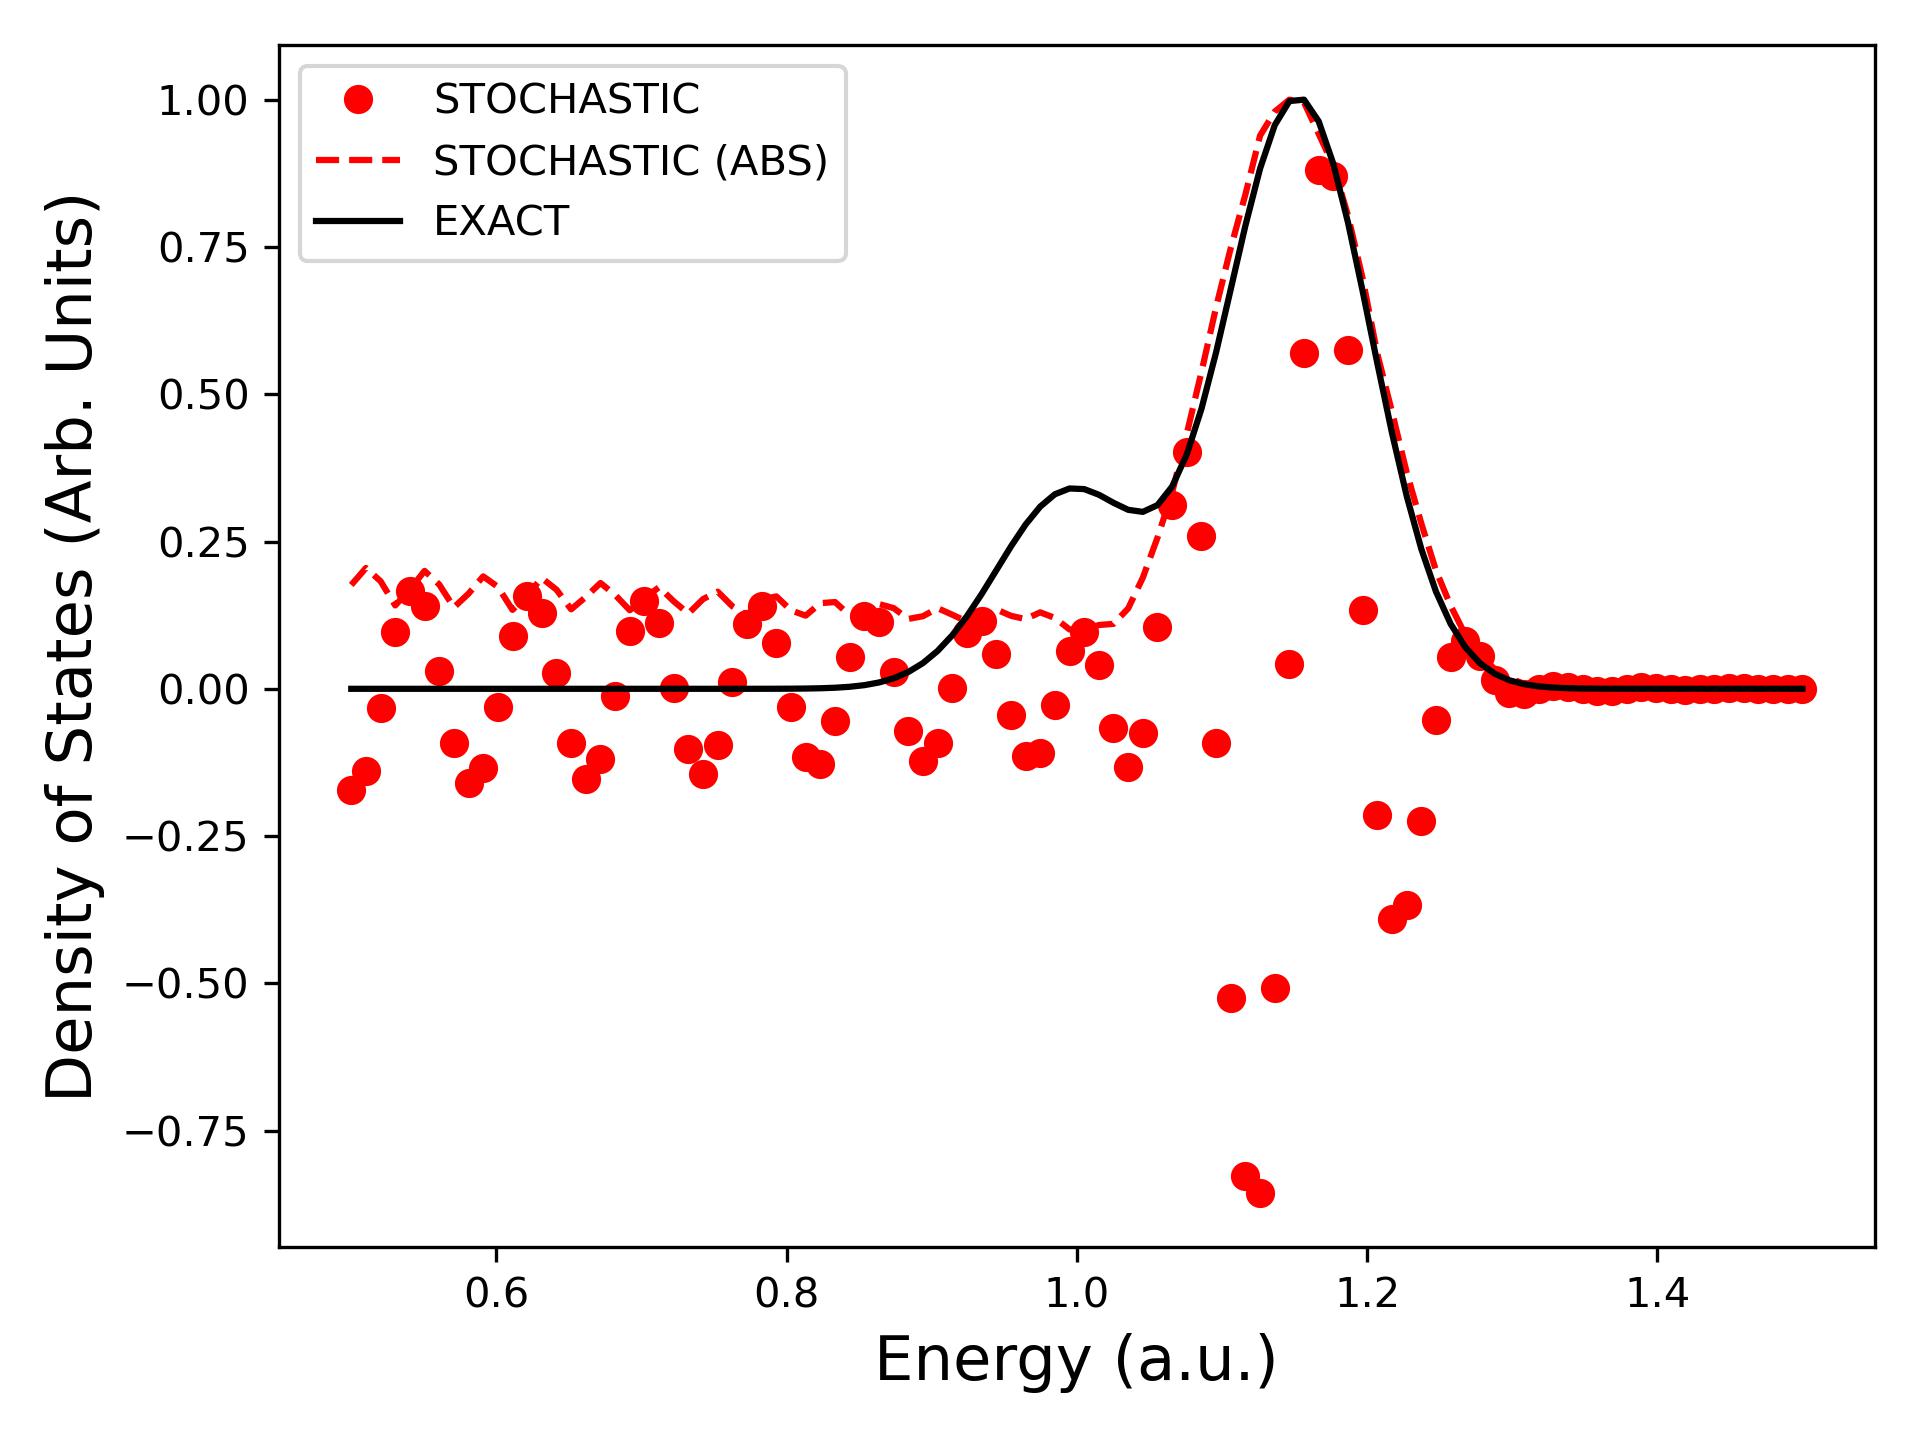 STOCHASTIC
STOCHASTIC (ABS)
EXACT
Density of States (Arb. Units)
1.00
0.75
0.50
0.25
0.00
−0.25
−0.50
−0.75
0.6 0.8 1.0 1.2 1.4
Energy (a.u.)